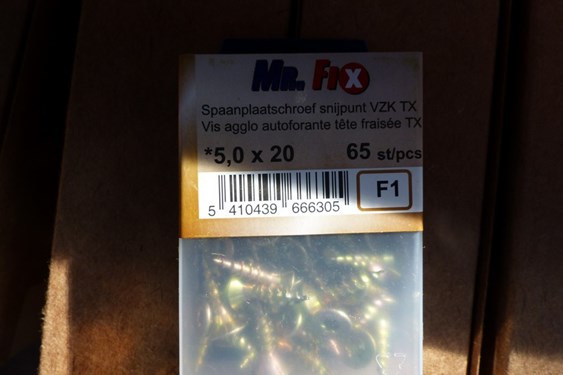 MR. FIX
Spaanplaatschroef snijpunt VZK TX
Vis agglo autoforante tête fraisée TX
*5,0 x 20 65 st/pcs
F1
5 410439 666305